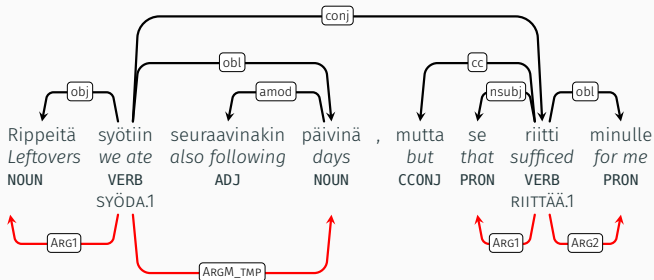 conj
obl cc
obj amod nsubj obl
Rippeitä syötiin seuraavinakin päivinä , mutta se riitti minulle
Leftovers we ate also following days but that sufficed for me
NOUN VERB ADJ NOUN CCONJ PRON VERB PRON
SYÖDA.1 RIITTÄÄ.1
ARG1 ARG1 ARG2
ARGM_TMP